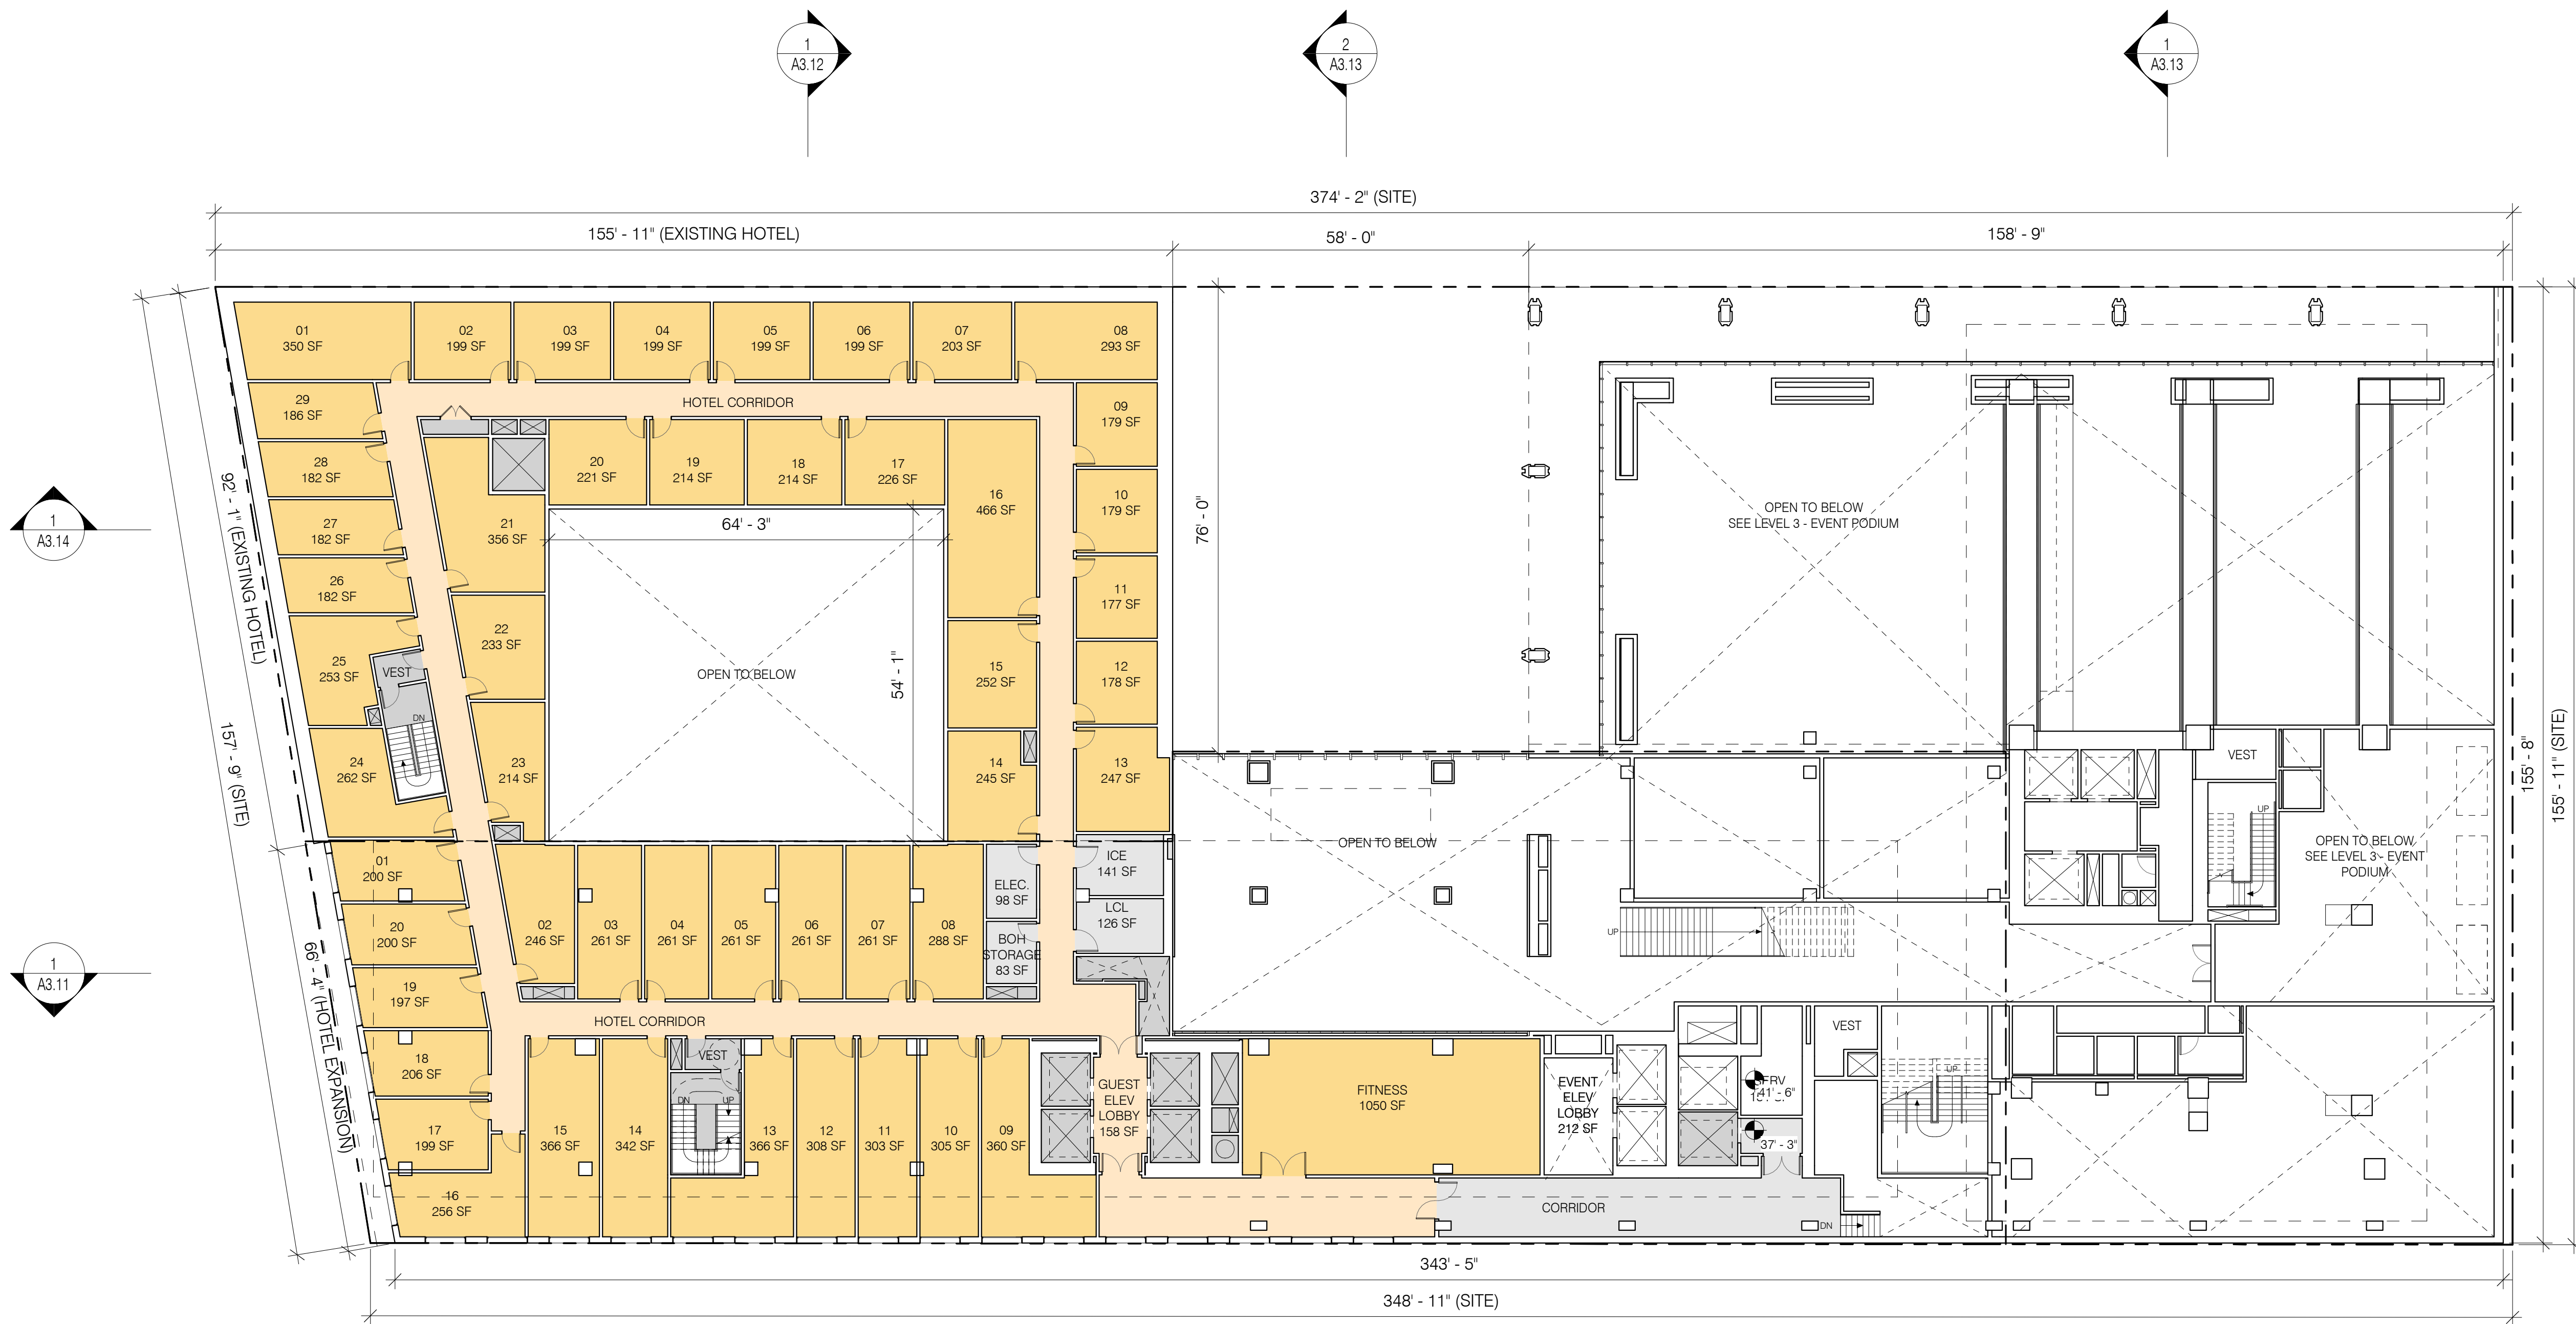 1
A3.12
2
A3.13
1
A3.13
374' - 2" (SITE)
155' - 11" (EXISTING HOTEL)
58' - 0"
158' - 9"
01
350 SF
02
199 SF
03
199 SF
04
199 SF
05
199 SF
06
199 SF
07
203 SF
08
293 SF
HOTEL CORRIDOR
29
186 SF
28
182 SF
27
182 SF
26
182 SF
25
253 SF
24
262 SF
VEST
DN
21
356 SF
22
233 SF
23
214 SF
20
221 SF
19
214 SF
18
214 SF
17
226 SF
16
466 SF
15
252 SF
14
245 SF
09
179 SF
10
179 SF
11
177 SF
12
178 SF
13
247 SF
64' - 3"
54' - 1"
OPEN TO BELOW
76' - 0"
1
A3.14
92' - 1" (EXISTING HOTEL)
157' - 9" (SITE)
66' - 4" (HOTEL EXPANSION)
1
A3.11
OPEN TO BELOW
SEE LEVEL 3 - EVENT PODIUM
VEST
UP
OPEN TO BELOW
SEE LEVEL 3 - EVENT
PODIUM
155' - 8"
155' - 11" (SITE)
OPEN TO BELOW
UP
01
200 SF
20
200 SF
19
197 SF
18
206 SF
17
199 SF
16
256 SF
02
246 SF
03
261 SF
04
261 SF
05
261 SF
06
261 SF
07
261 SF
08
288 SF
ELEC.
98 SF
BOH
STORAGE
83 SF
ICE
141 SF
LCL
126 SF
HOTEL CORRIDOR
15
366 SF
14
342 SF
VEST
DN
UP
13
366 SF
12
308 SF
11
303 SF
10
305 SF
09
360 SF
GUEST
ELEV
LOBBY
158 SF
FITNESS
1050 SF
EVENT
ELEV
LOBBY
212 SF
SERV
41' - 6"
37' - 3"
VEST
UP
CORRIDOR
DN
343' - 5"
348' - 11" (SITE)